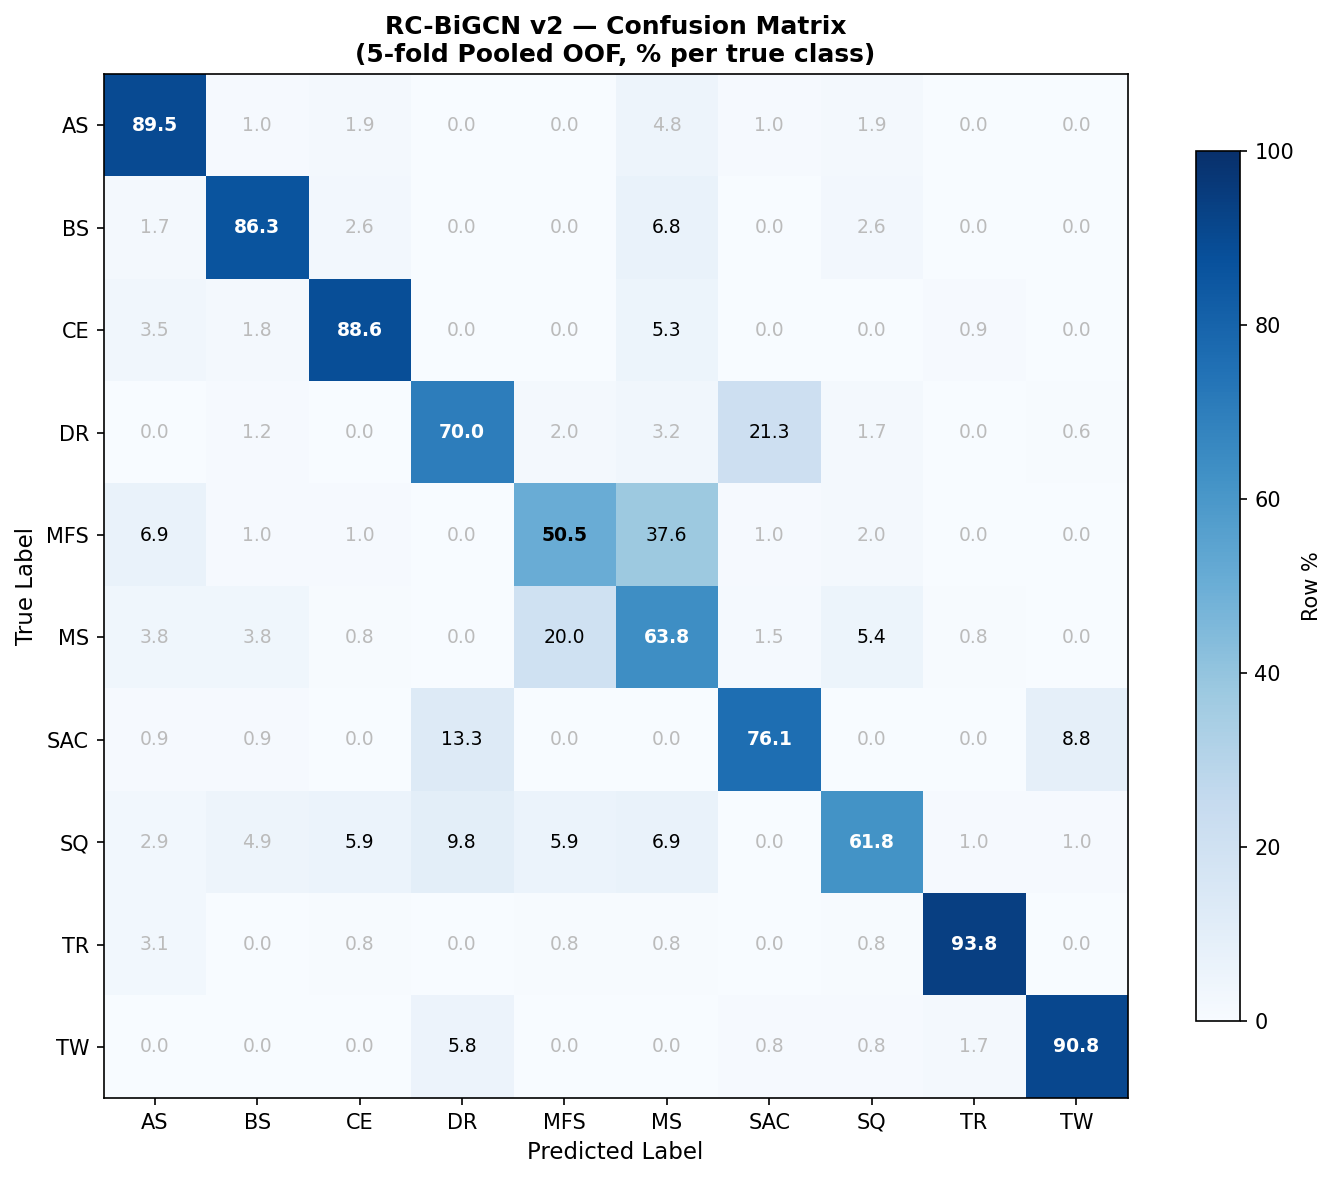 RC-BiGCN v2 — Confusion Matrix
(5-fold Pooled OOF, % per true class)
AS 89.5 1.0 1.9 0.0 0.0 4.8 1.0 1.9 0.0 0.0
BS 1.7 86.3 2.6 0.0 0.0 6.8 0.0 2.6 0.0 0.0
CE 3.5 1.8 88.6 0.0 0.0 5.3 0.0 0.0 0.9 0.0
DR 0.0 1.2 0.0 70.0 2.0 3.2 21.3 1.7 0.0 0.6
MFS 6.9 1.0 1.0 0.0 50.5 37.6 1.0 2.0 0.0 0.0
MS 3.8 3.8 0.8 0.0 20.0 63.8 1.5 5.4 0.8 0.0
SAC 0.9 0.9 0.0 13.3 0.0 0.0 76.1 0.0 0.0 8.8
SQ 2.9 4.9 5.9 9.8 5.9 6.9 0.0 61.8 1.0 1.0
TR 3.1 0.0 0.8 0.0 0.8 0.8 0.0 0.8 93.8 0.0
TW 0.0 0.0 0.0 5.8 0.0 0.0 0.8 0.8 1.7 90.8
AS BS CE DR MFS MS SAC SQ TR TW
Predicted Label
True Label
100
80
60
40
20
0
Row %